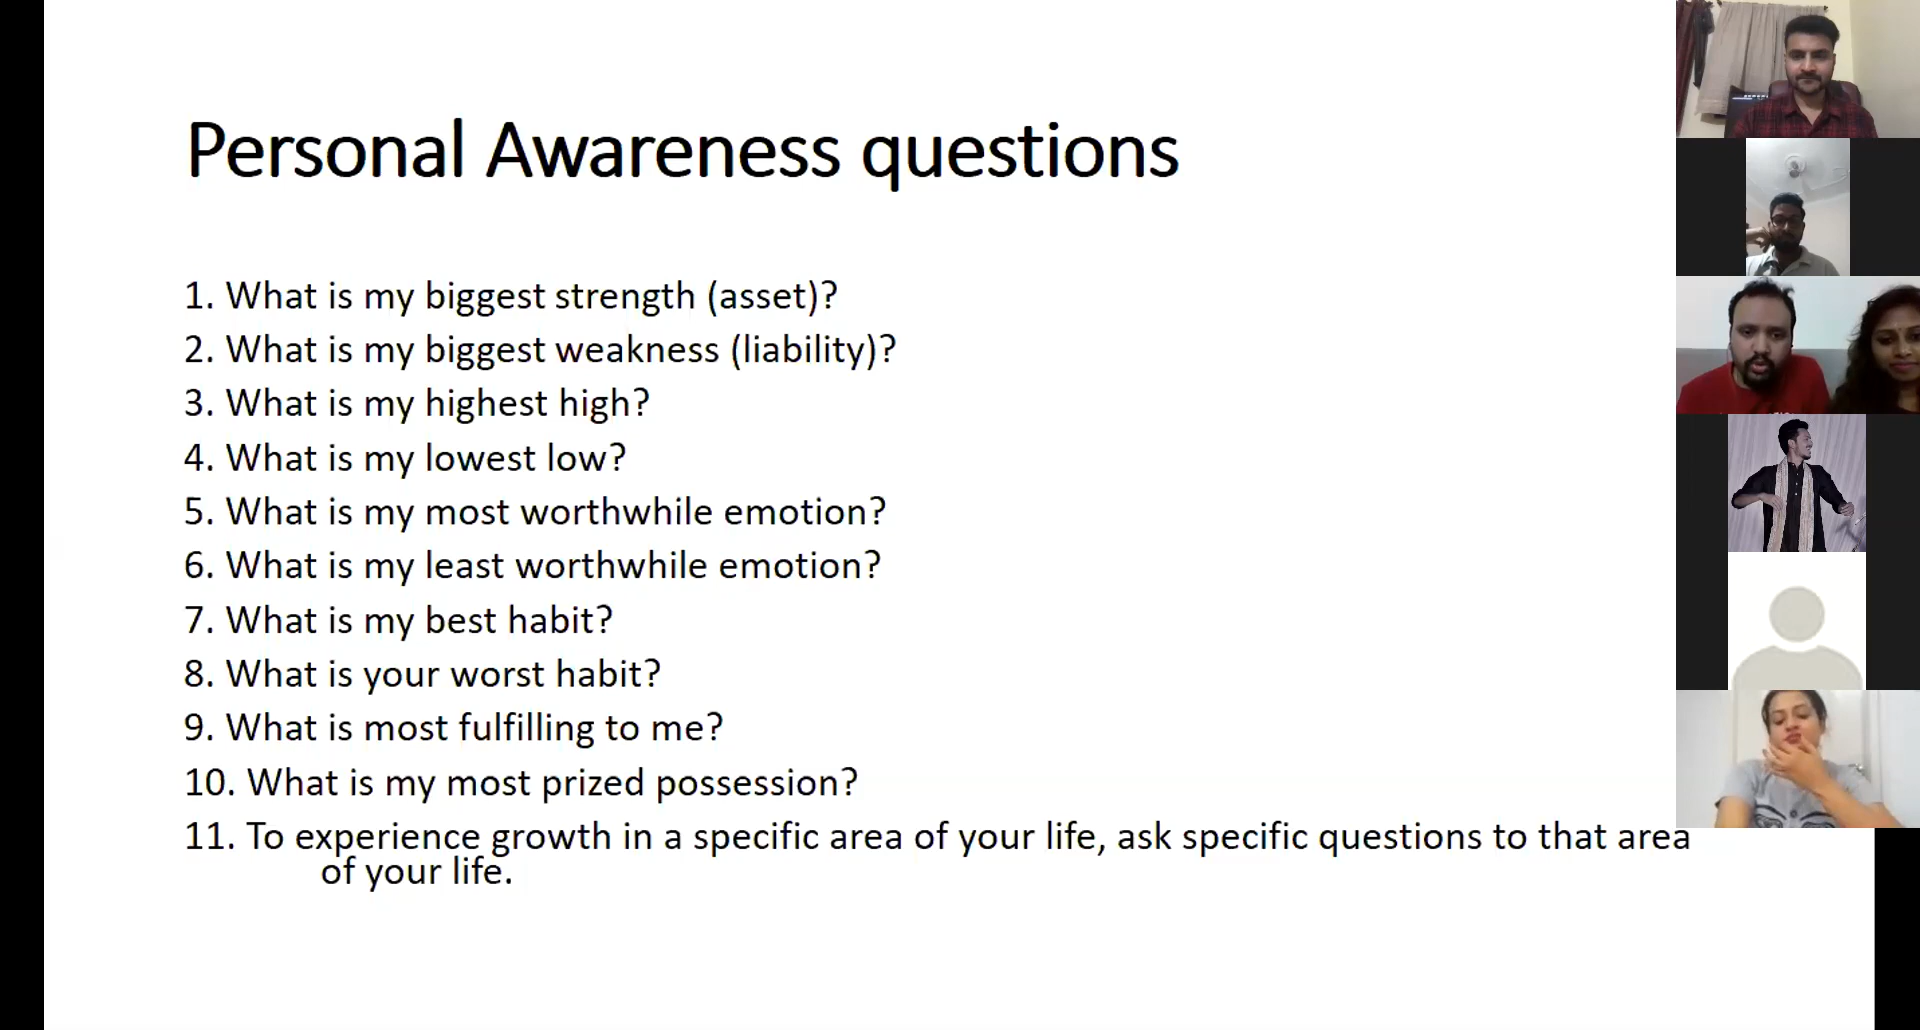 Personal Awareness questions
1. What is my biggest strength (asset)?
2. What is my biggest weakness (liability)?
3. What is my highest high?
4. What is my lowest low?
5. What is my most worthwhile emotion?
6. What is my least worthwhile emotion?
7. What is my best habit?
8. What is your worst habit?
9. What is most fulfilling to me?
10. What is my most prized possession?
11. To experience growth in a specific area of your life, ask specific questions to that area
of your life.